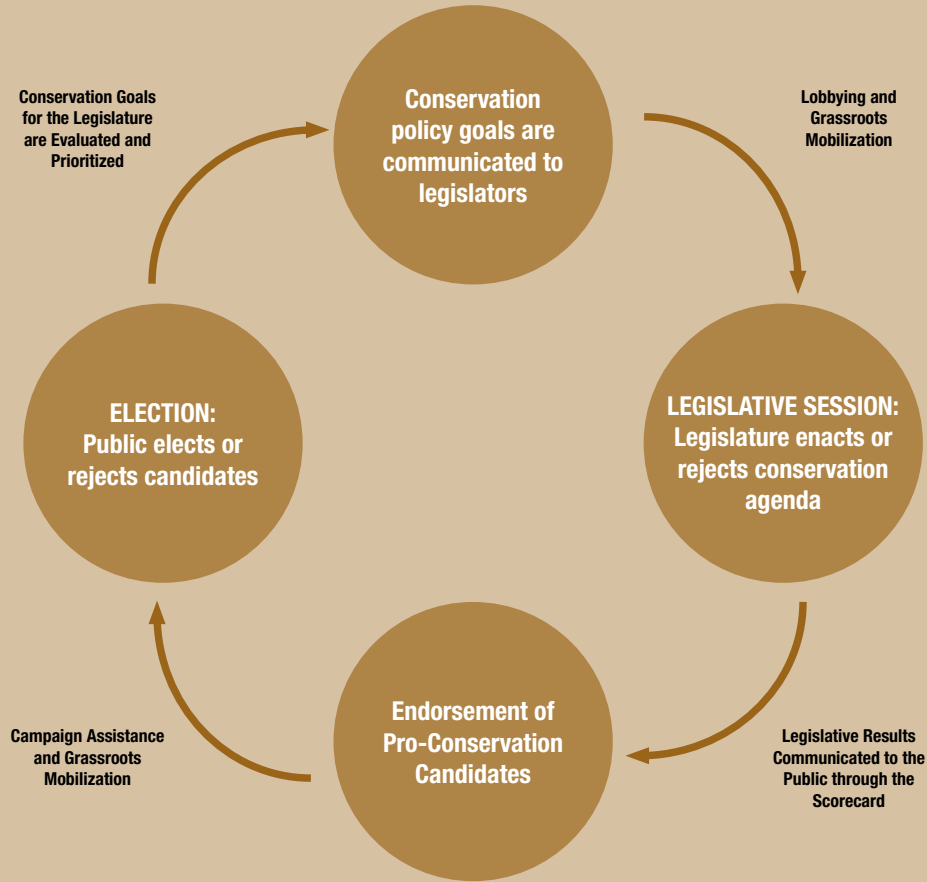 Conservation Goals
for the Legislature
are Evaluated and
Prioritized
Conservation
policy goals are
communicated to
legislators
Lobbying and
Grassroots
Mobilization
ELECTION:
Public elects or
rejects candidates
LEGISLATIVE SESSION:
Legislature enacts or
rejects conservation
agenda
Campaign Assistance
and Grassroots
Mobilization
Endorsement of
Pro-Conservation
Candidates
Legislative Results
Communicated to the
Public through the
Scorecard